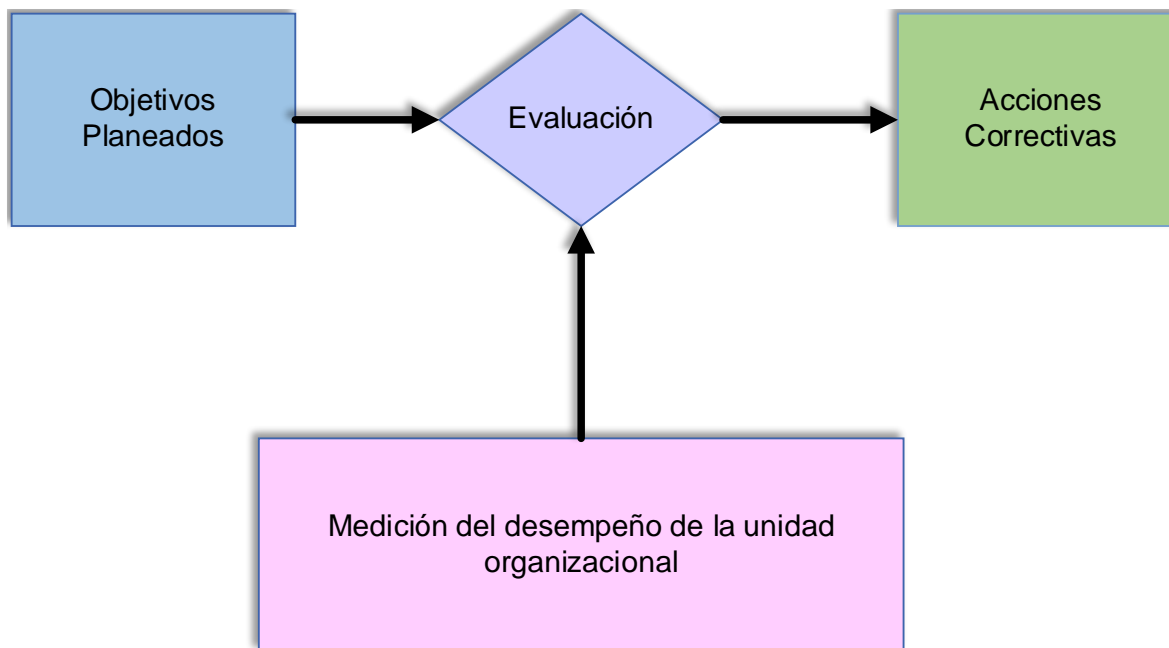 Objetivos
Planeados
Evaluación
Acciones
Correctivas
Medición del desempeño de la unidad
organizacional